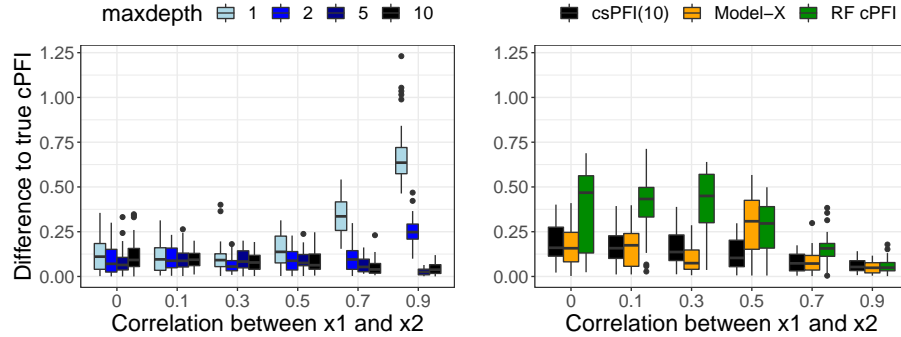 maxdepth 1 2 5 10
Difference to true cPFI
1.25
1.00
0.75
0.50
0.25
0.00
0 0.1 0.3 0.5 0.7 0.9
Correlation between x1 and x2
csPFI(10) Model-X RF cPFI
1.25
1.00
0.75
0.50
0.25
0.00
0 0.1 0.3 0.5 0.7 0.9
Correlation between x1 and x2